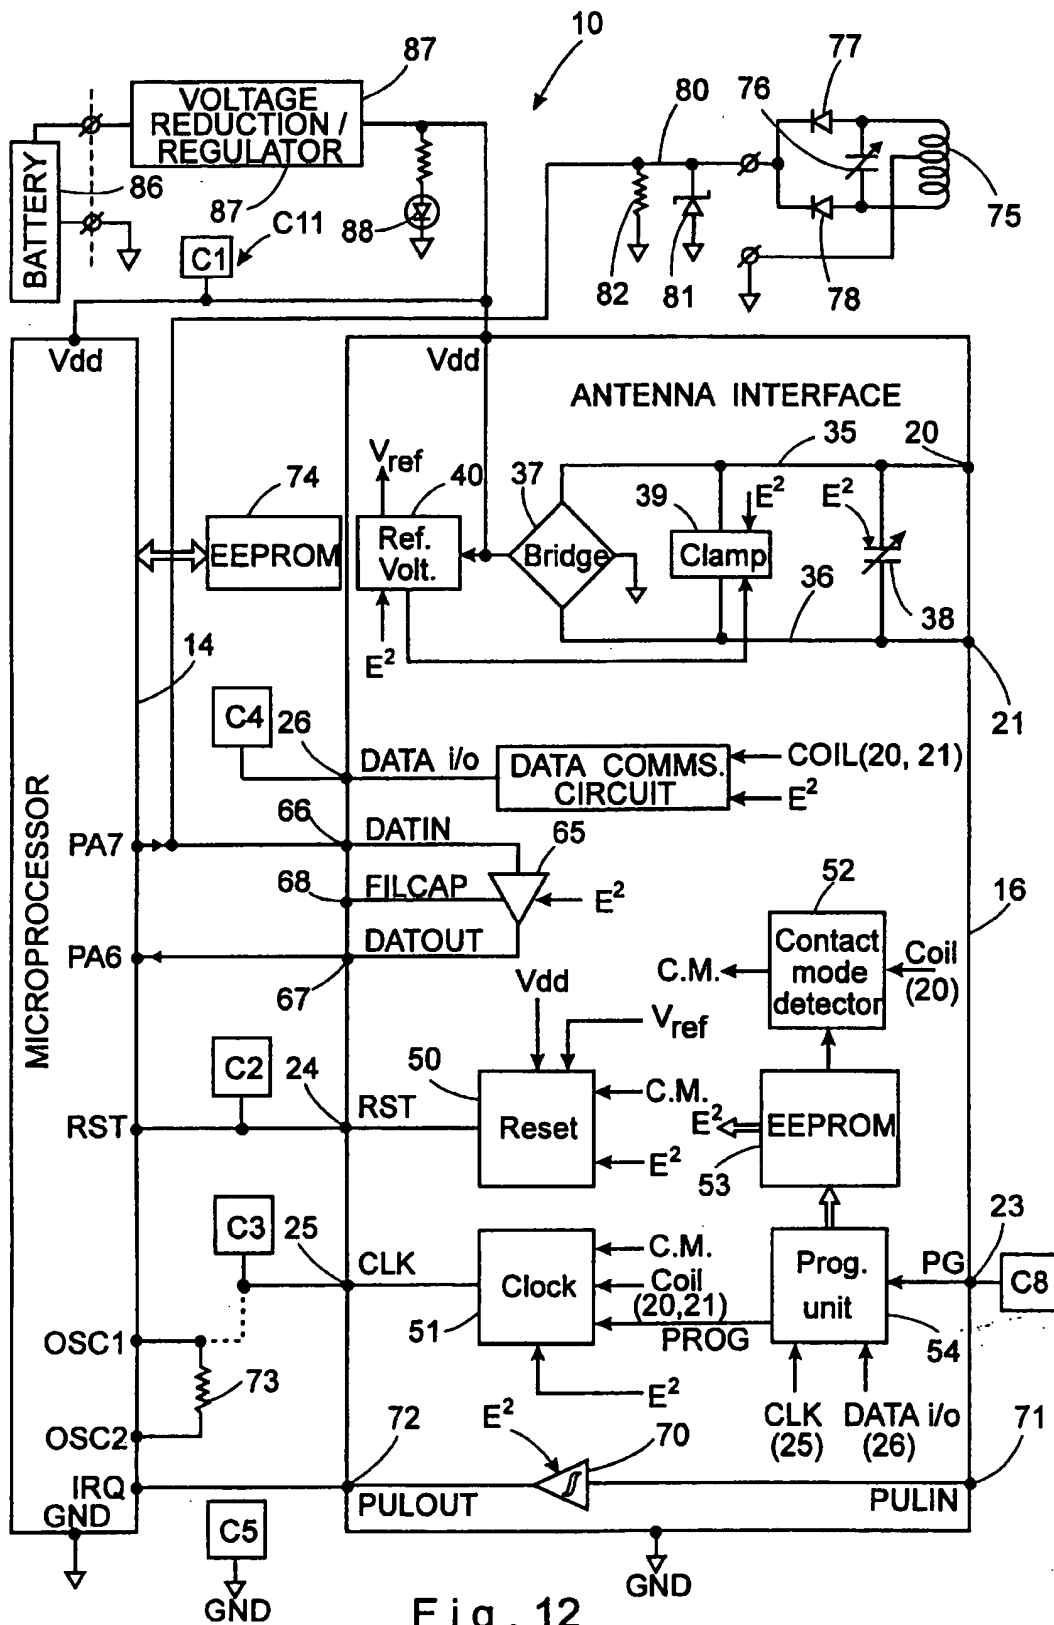 10
87
77
VOLTAGE
REDUCTION /
REGULATOR
80
76
BATTERY
86
87
88
C11
C1
82
81
78
75
Vdd
Vdd
ANTENNA INTERFACE
Vref
35
20
74
40
37
39
E²
E²
EEPROM
Ref.
Volt.
Bridge
Clamp
36
38
E²
14
21
C4
26
DATA i/o
DATA COMMS.
CIRCUIT
COIL(20, 21)
E²
MICROPROCESSOR
66
PA7
DATIN
65
68
FILCAP
E²
52
16
PA6
DATOUT
67
Contact
mode
detector
C.M.
Coil
(20)
Vdd
Vref
C2
24
50
RST
RST
Reset
C.M.
E²
E²
EEPROM
53
C3
25
CLK
Clock
51
C.M.
Coil
(20,21)
PROG
E²
Prog.
unit
54
23
PG
C8
OSC1
73
OSC2
CLK
(25)
DATA i/o
(26)
71
72
E²
70
IRQ
PULOUT
PULIN
GND
C5
GND
GND
Fig. 12